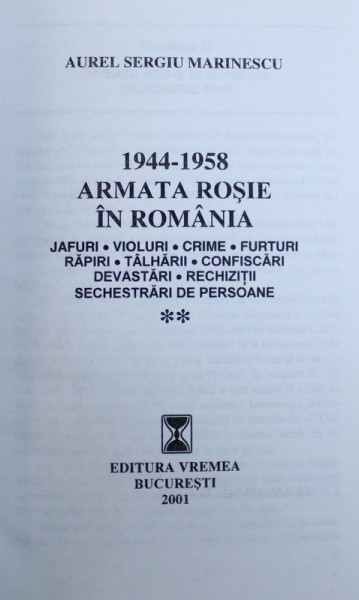 AUREL SERGIU MARINESCU
1944-1958
ARMATA ROȘIE
ÎN ROMÂNIA
JAFURI • VIOLURI • CRIME • FURTURI
RĂPIRI • TÂLHĂRII • CONFISCĂRI
DEVASTĂRI • RECHIZIȚII
SECHESTRĂRI DE PERSOANE
**
EDITURA VREMEA
BUCUREȘTI
2001